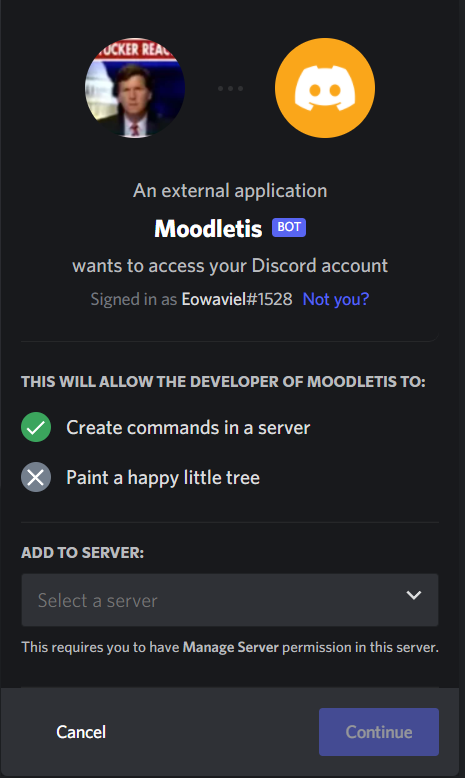 TUCKER REAC
An external application
Moodletis BOT
wants to access your Discord account
Signed in as Eowaviel#1528 Not you?
THIS WILL ALLOW THE DEVELOPER OF MOODLETIS TO:
Create commands in a server
Paint a happy little tree
ADD TO SERVER:
Select a server
This requires you to have Manage Server permission in this server.
Cancel
Continue